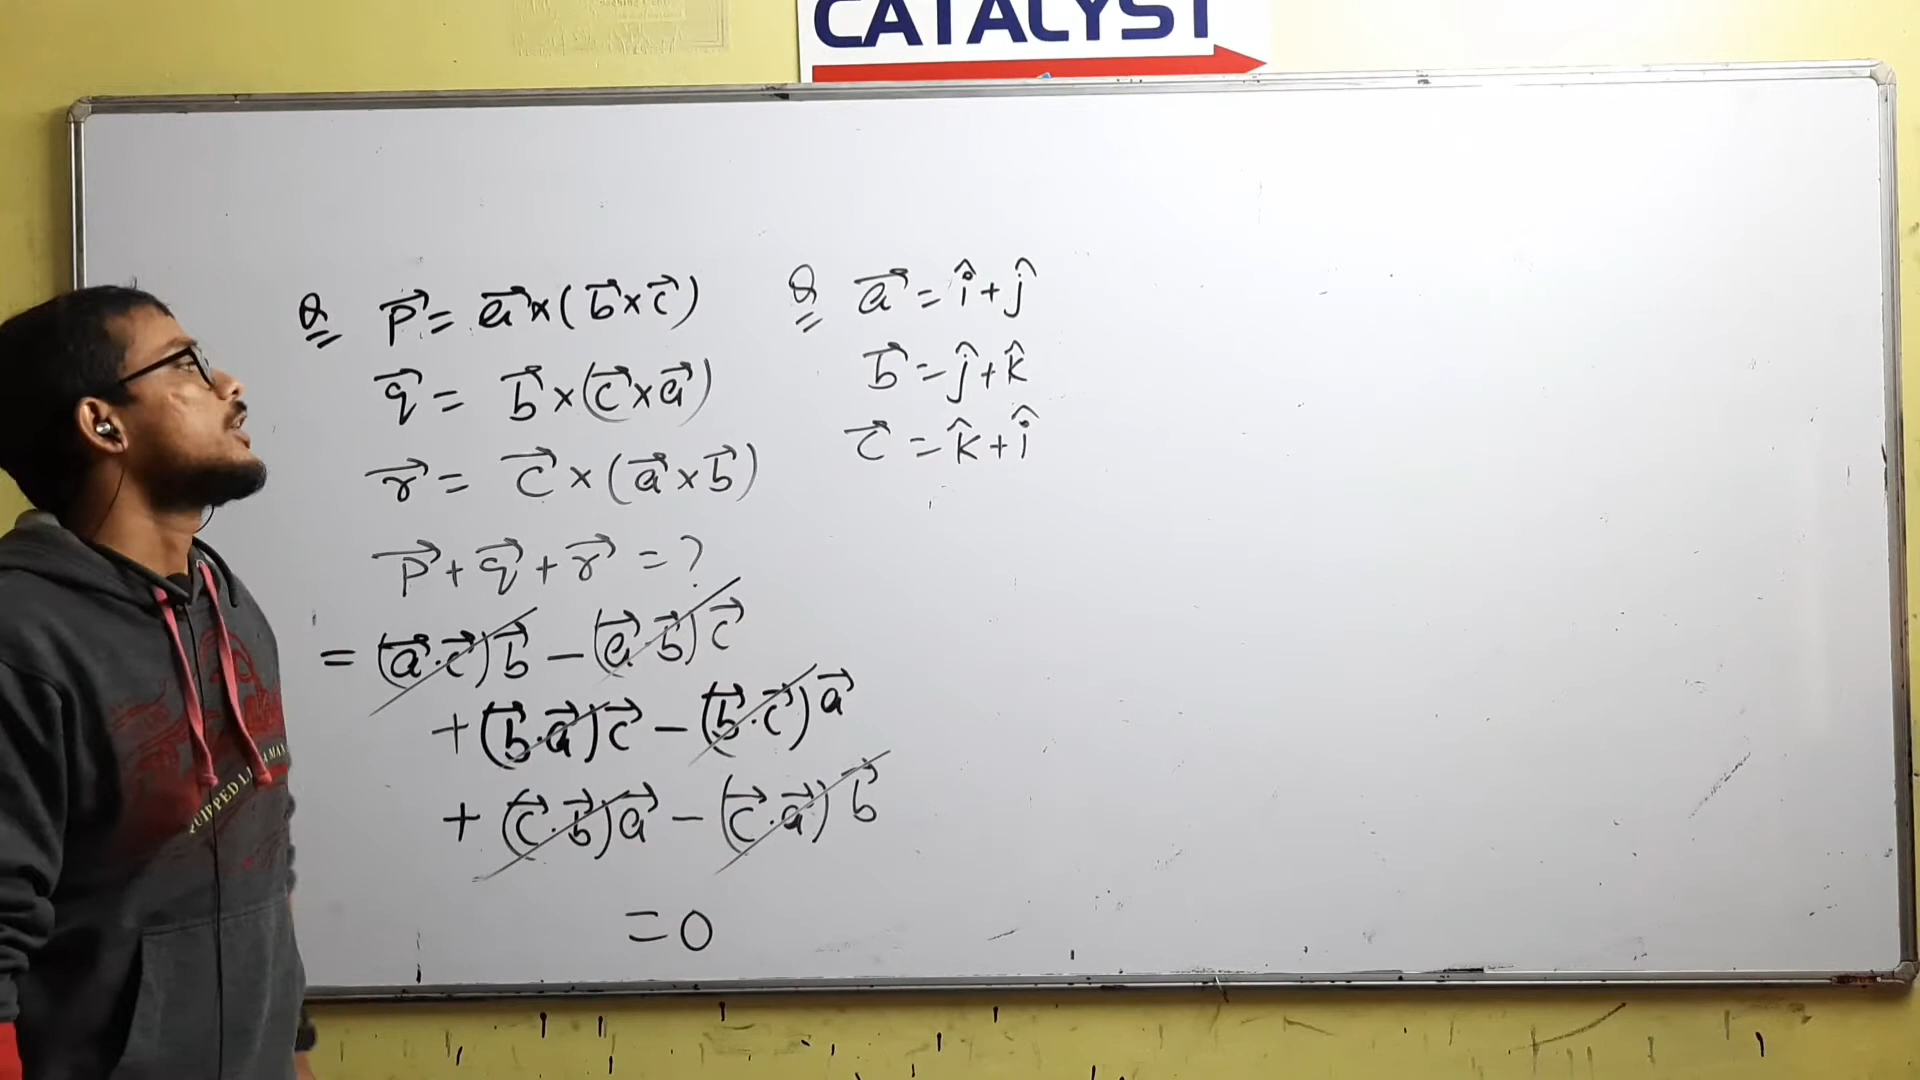 CATALYST
Q p⃗ = a⃗ × ( b⃗ × c⃗ )
q⃗ = b⃗ × ( c⃗ × a⃗ )
r⃗ = c⃗ × ( a⃗ × b⃗ )
p⃗ + q⃗ + r⃗ = ?
= (a⃗ · c⃗) b⃗ − (a⃗ · b⃗) c⃗
+ (b⃗ · a⃗) c⃗ − (b⃗ · c⃗) a⃗
+ (c⃗ · b⃗) a⃗ − (c⃗ · a⃗) b⃗
= 0
Q a⃗ = î + ĵ
b⃗ = ĵ + k̂
c⃗ = k̂ + î